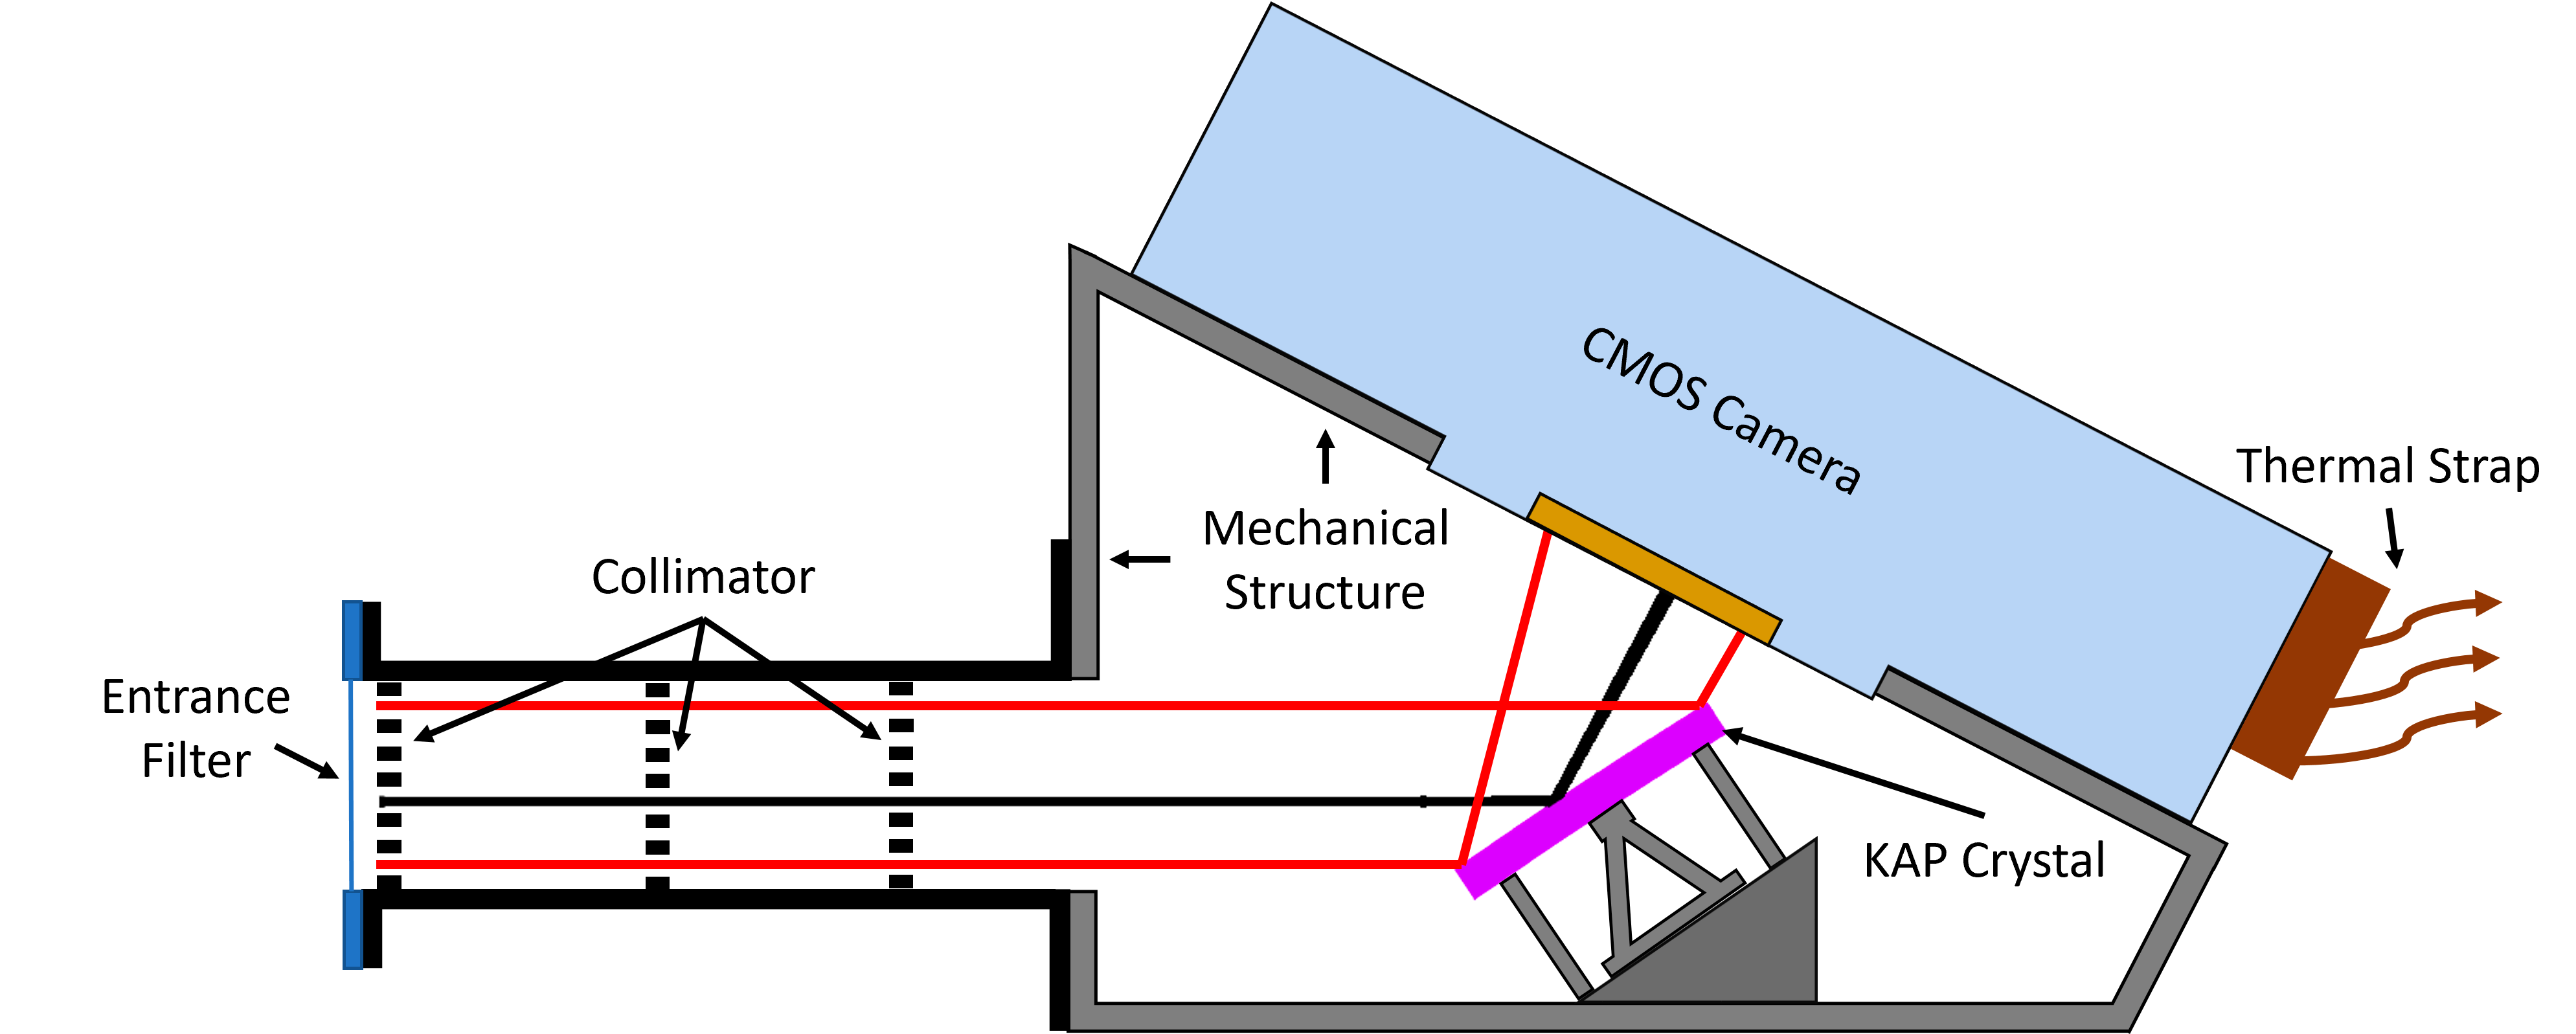 CMOS Camera
Thermal Strap
Mechanical
Structure
Collimator
Entrance
Filter
KAP Crystal